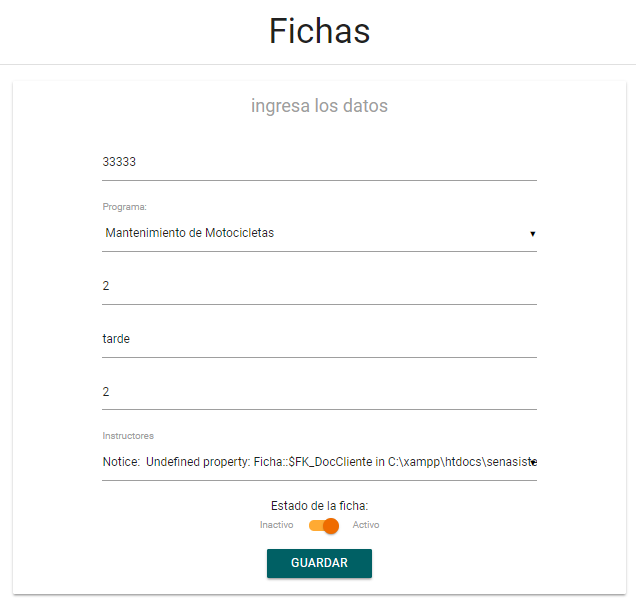 Fichas
ingresa los datos
33333
Programa:
Mantenimiento de Motocicletas
2
tarde
2
Instructores
Notice: Undefined property: Ficha::$FK_DocCliente in C:\xampp\htdocs\senasiste
Estado de la ficha:
Inactivo Activo
GUARDAR